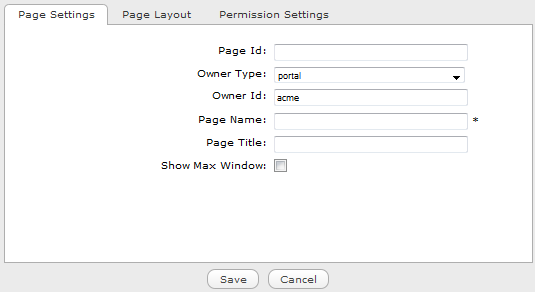 Page Settings Page Layout Permission Settings
Page Id:
Owner Type: portal
Owner Id: acme
Page Name: *
Page Title:
Show Max Window:
Save Cancel